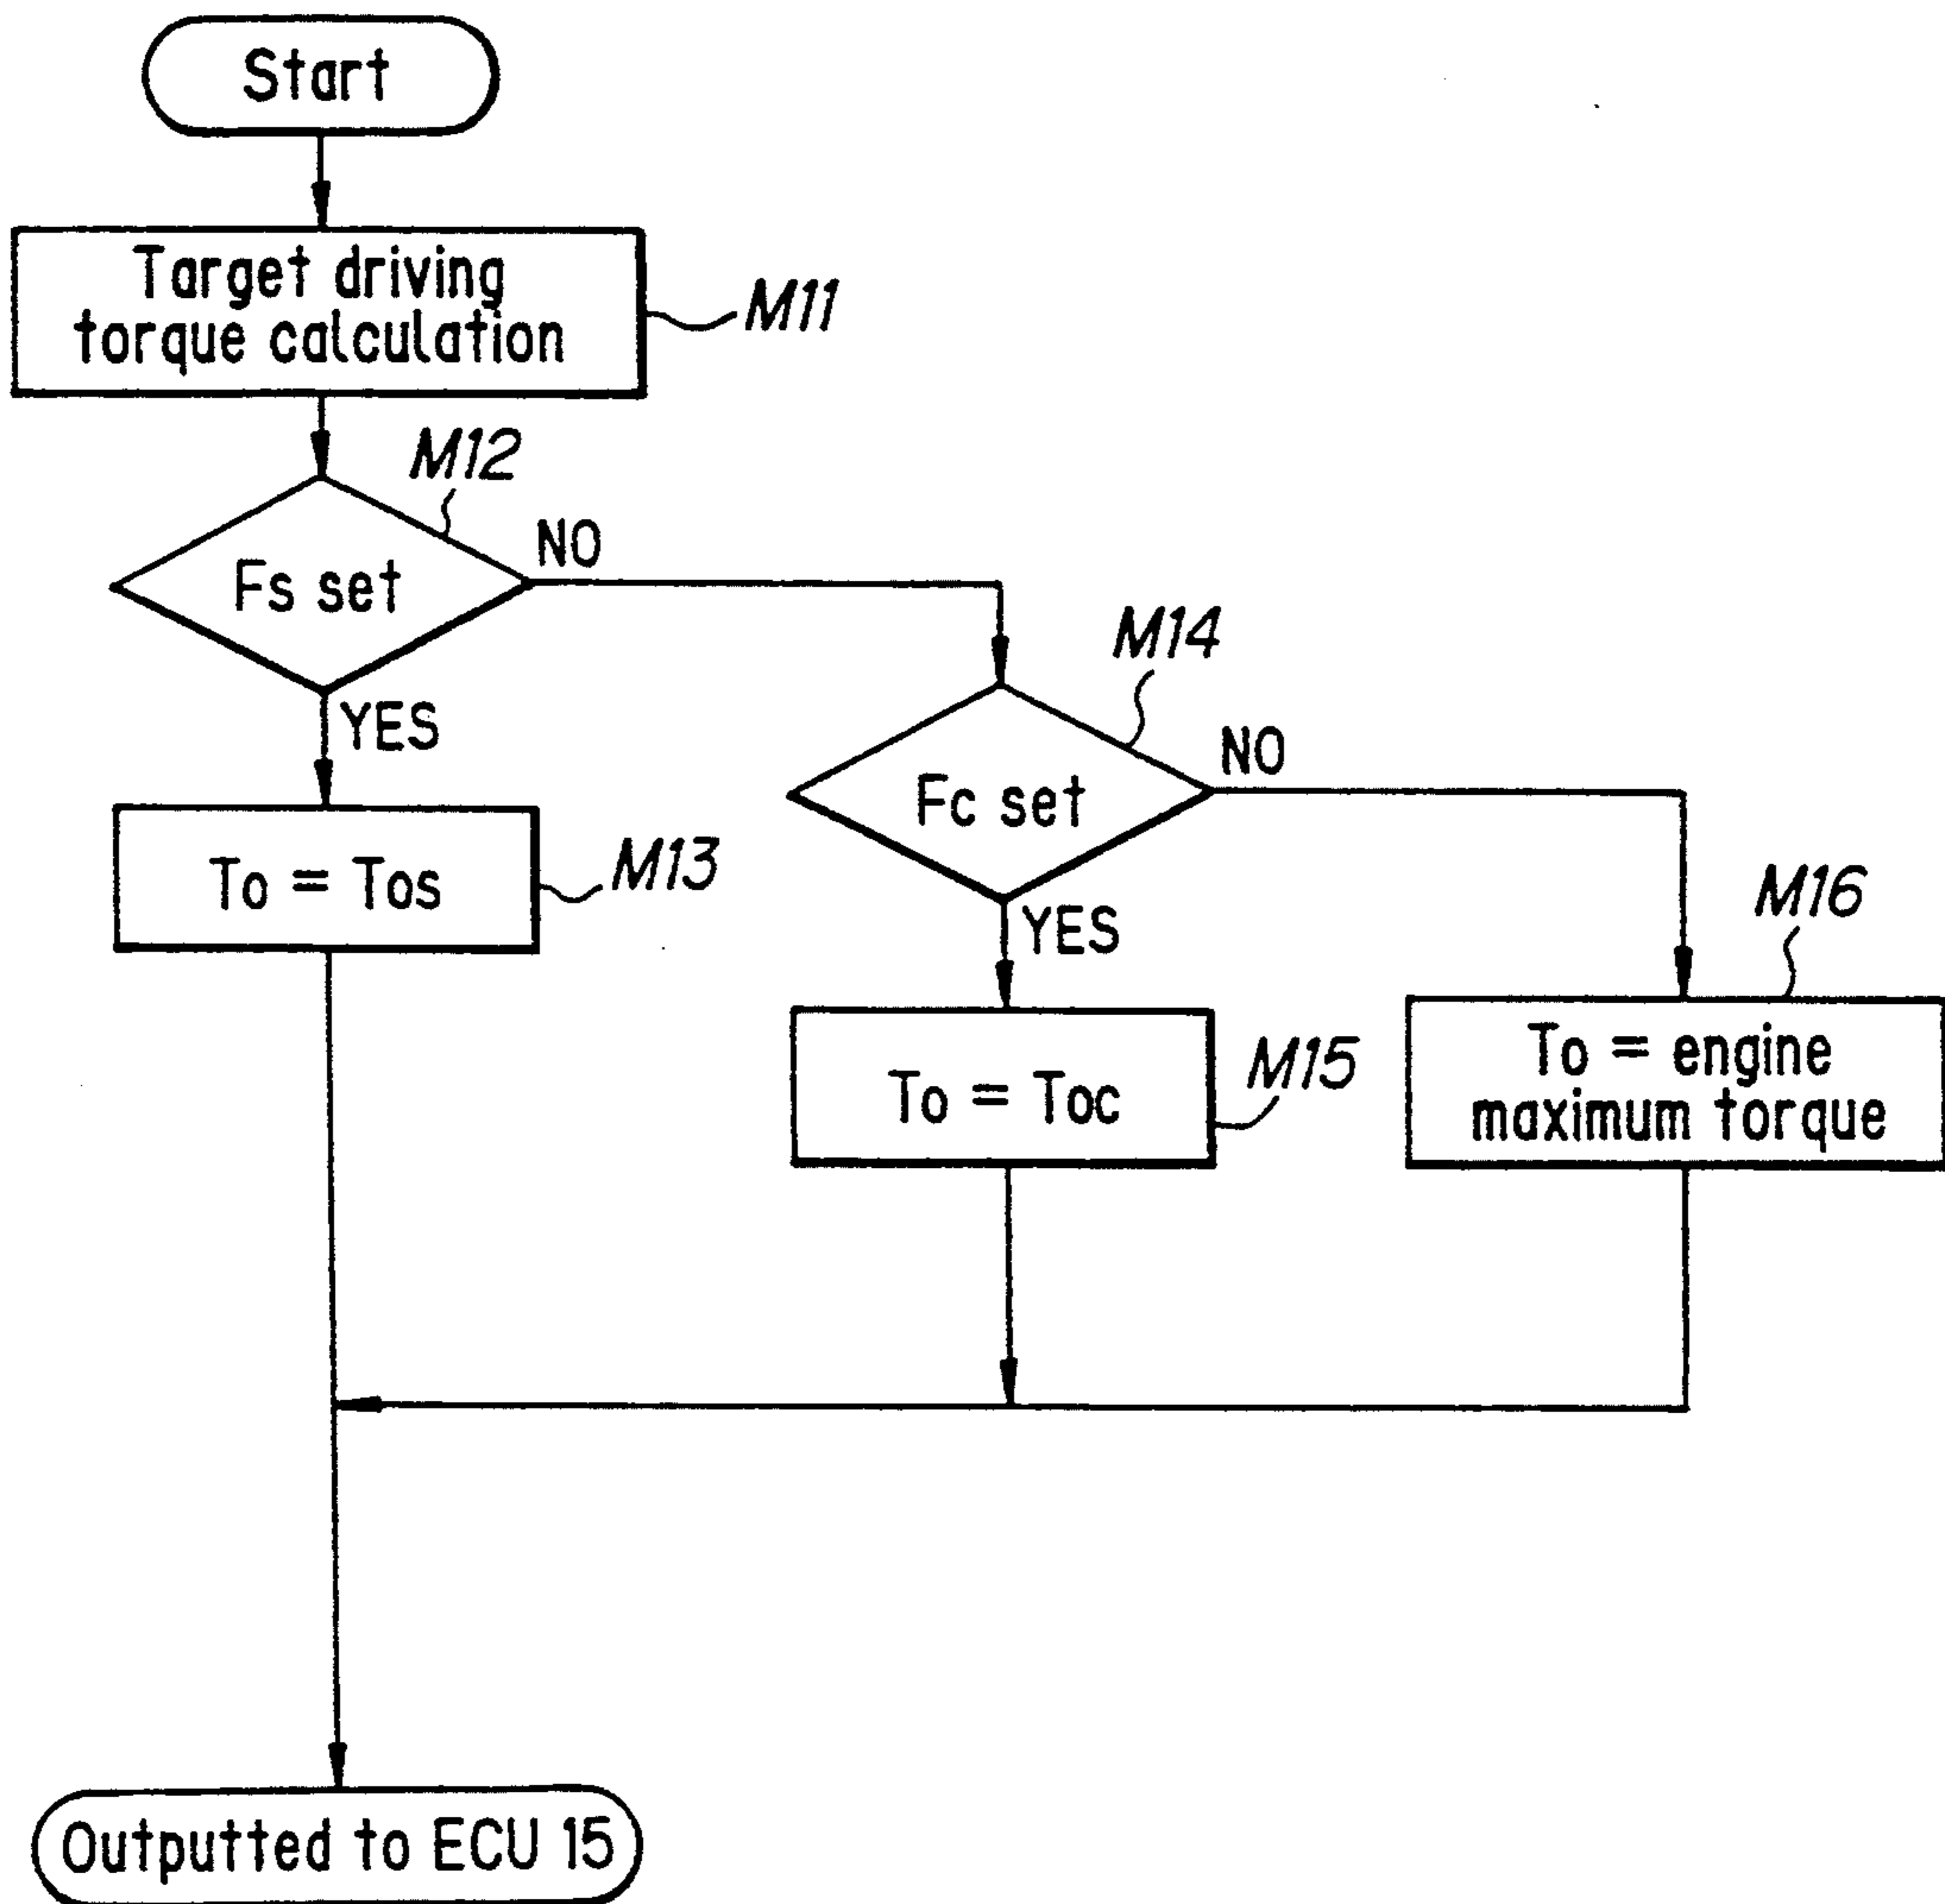 Start
Target driving
torque calculation
M11
M12
Fs set
NO
YES
M14
Fc set
NO
YES
To = Tos
M13
M16
To = Toc
M15
To = engine
maximum torque
Outputted to ECU 15